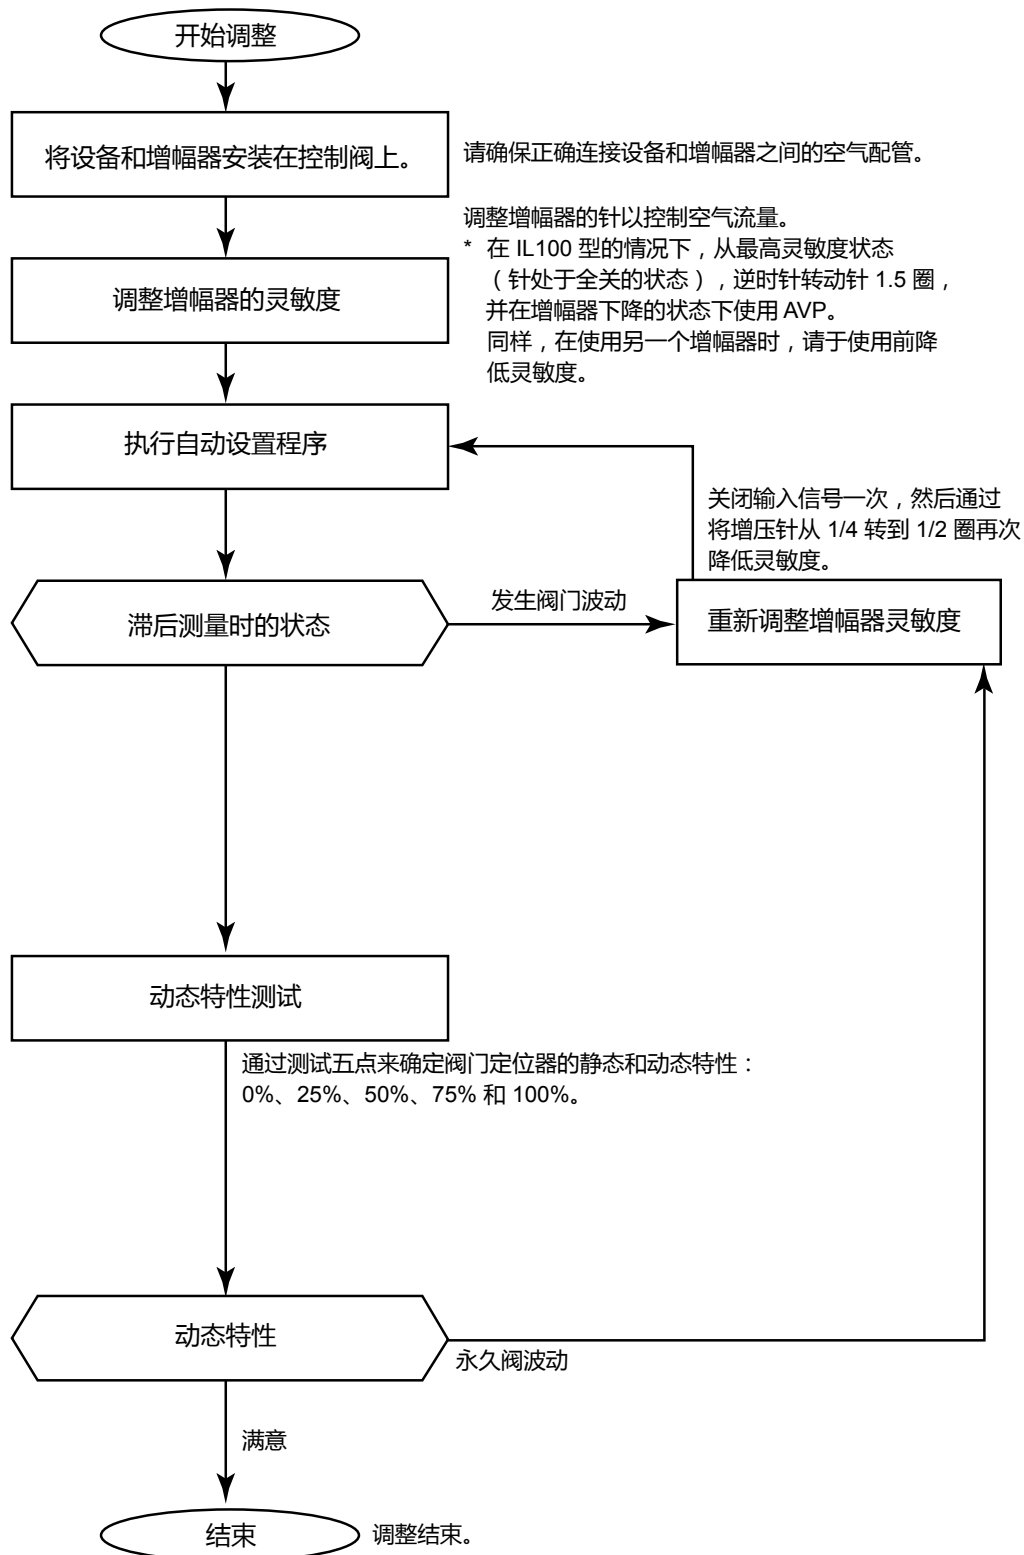 开始调整
将设备和增幅器安装在控制阀上。
请确保正确连接设备和增幅器之间的空气配管。
调整增幅器的灵敏度
调整增幅器的针以控制空气流量。
* 在 IL100 型的情况下，从最高灵敏度状态
（针处于全关的状态），逆时针转动针 1.5 圈，
并在增幅器下降的状态下使用 AVP。
同样，在使用另一个增幅器时，请于使用前降
低灵敏度。
执行自动设置程序
关闭输入信号一次，然后通过
将增压针从 1/4 转到 1/2 圈再次
降低灵敏度。
滞后测量时的状态
发生阀门波动
重新调整增幅器灵敏度
动态特性测试
通过测试五点来确定阀门定位器的静态和动态特性：
0%、25%、50%、75% 和 100%。
动态特性
永久阀波动
满意
结束
调整结束。